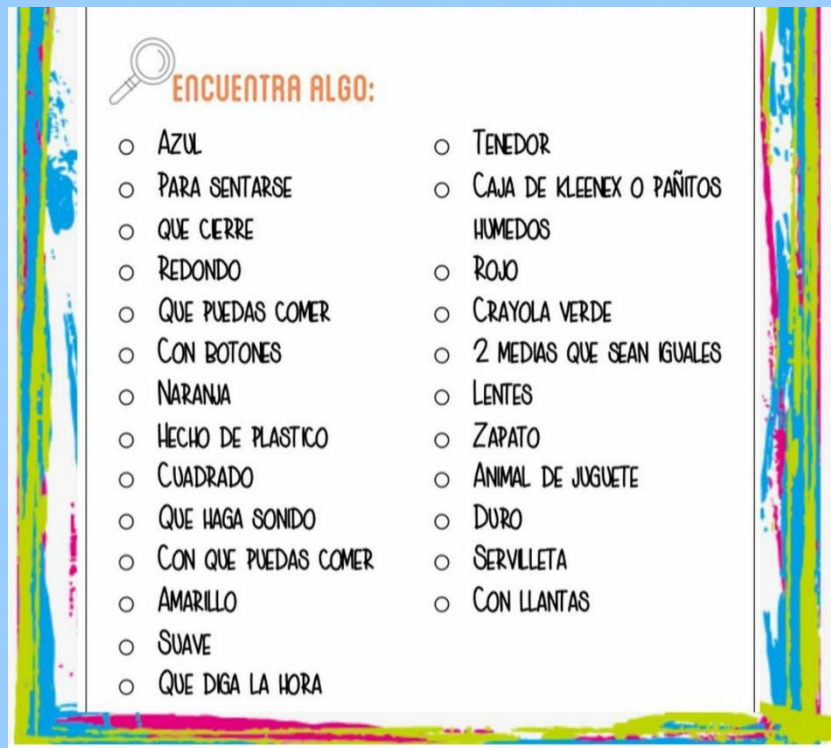 ENCUENTRA ALGO:
AZUL
PARA SENTARSE
QUE CIERRE
REDONDO
QUE PUEDAS COMER
CON BOTONES
NARANJA
HECHO DE PLASTICO
CUADRADO
QUE HAGA SONIDO
CON QUE PUEDAS COMER
AMARILLO
SUAVE
QUE DIGA LA HORA
TENEDOR
CAJA DE KLEENEX O PAÑITOS
HUMEDOS
ROJO
CRAYOLA VERDE
2 MEDIAS QUE SEAN IGUALES
LENTES
ZAPATO
ANIMAL DE JUGUETE
DURO
SERVILLETA
CON LLANTAS